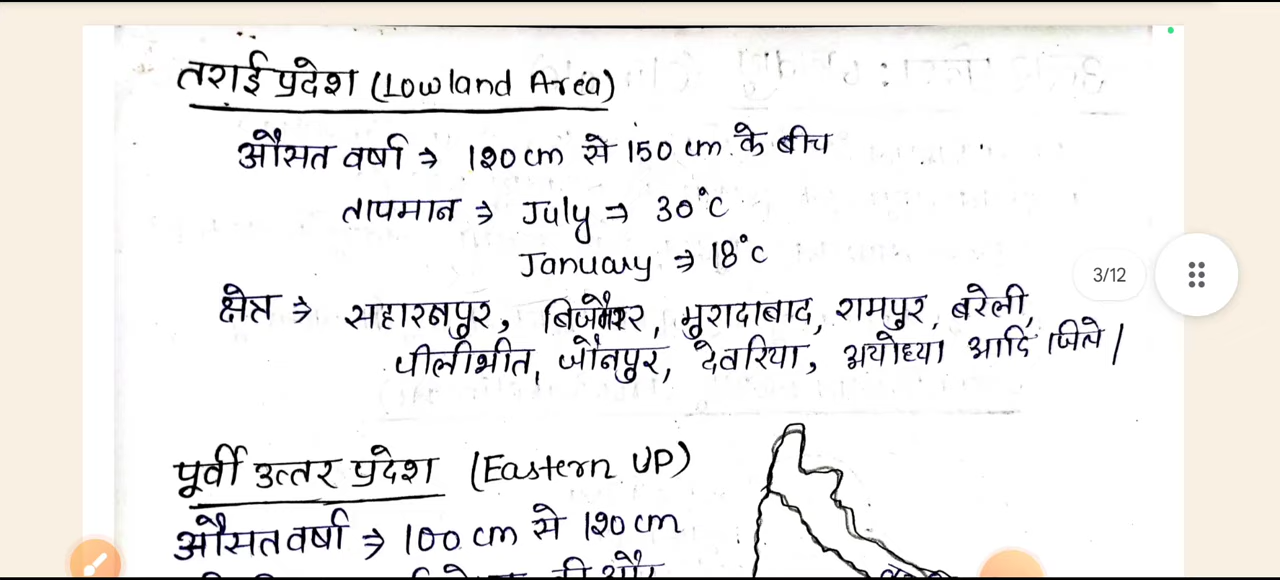 तराई प्रदेश (Lowland Area)
औसत वर्षा ⇒ 120 cm से 150 cm के बीच
तापमान ⇒ July ⇒ 30°C
January ⇒ 18°C
3/12
क्षेत्र ⇒ सहारनपुर, बिजनौर, मुरादाबाद, रामपुर, बरेली,
पीलीभीत, जौनपुर, देवरिया, अयोध्या आदि जिले।
पूर्वी उत्तर प्रदेश (Eastern UP)
औसत वर्षा ⇒ 100 cm से 120 cm